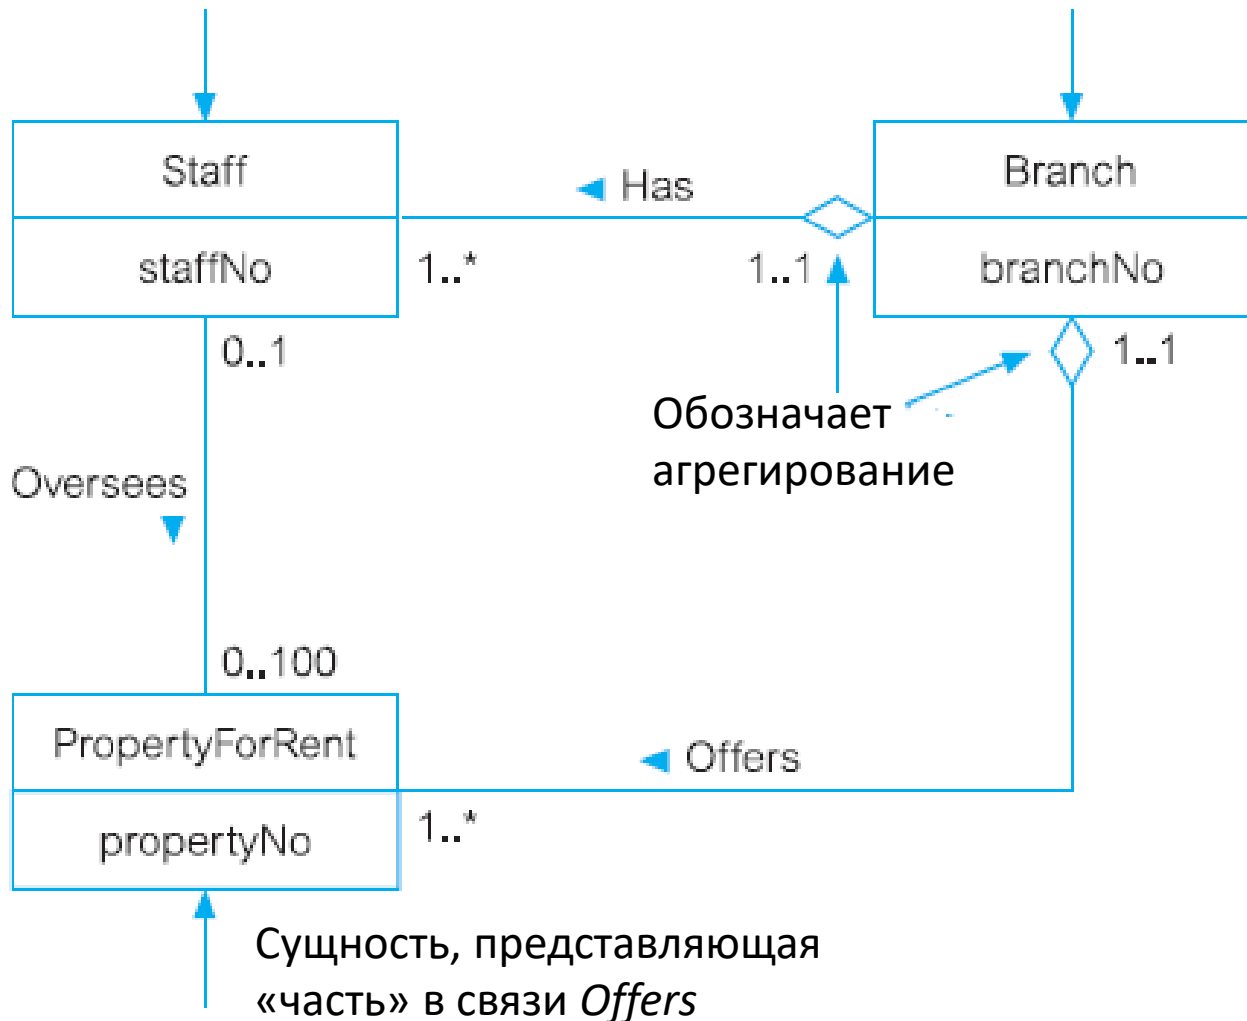 Staff
Branch
Has
staffNo
1..*
1..1
branchNo
0..1
1..1
Обозначает
агрегирование
Oversees
0..100
PropertyForRent
Offers
propertyNo
1..*
Сущность, представляющая
«часть» в связи Offers